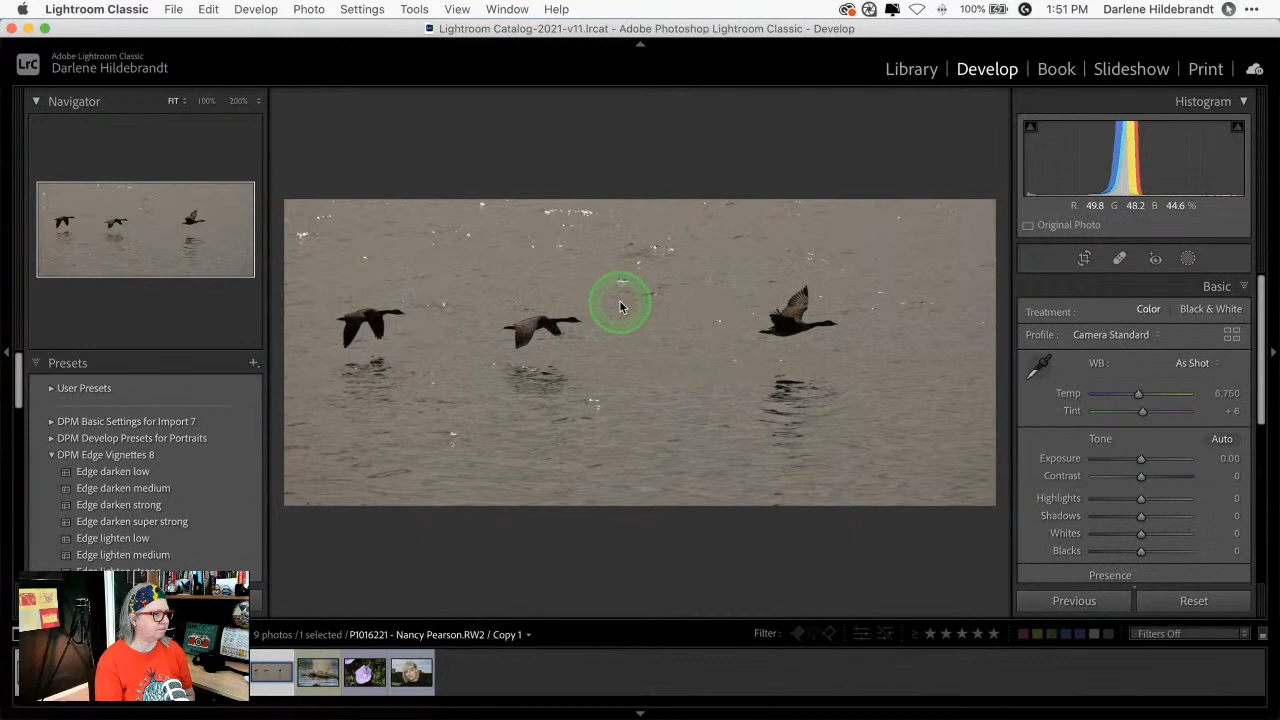 Lightroom Classic File Edit Develop Photo Settings Tools View Window Help 100% 1:51 PM Darlene Hildebrandt
Lightroom Catalog-2021-v11.lrcat - Adobe Photoshop Lightroom Classic - Develop
LrC Adobe Lightroom Classic
Darlene Hildebrandt
Library | Develop | Book | Slideshow | Print
Navigator FIT 100% 200%
Histogram
R 49.8 G 48.2 B 44.6 %
Original Photo
Basic
Treatment : Color Black & White
Profile : Camera Standard
WB : As Shot
Temp 6,750
Tint + 6
Tone Auto
Exposure 0.00
Contrast 0
Highlights 0
Shadows 0
Whites 0
Blacks 0
Presence
Previous Reset
Presets
User Presets
DPM Basic Settings for Import 7
DPM Develop Presets for Portraits
DPM Edge Vignettes 8
Edge darken low
Edge darken medium
Edge darken strong
Edge darken super strong
Edge lighten low
Edge lighten medium
9 photos / 1 selected / P1016221 - Nancy Pearson.RW2 / Copy 1
Filter : Filters Off